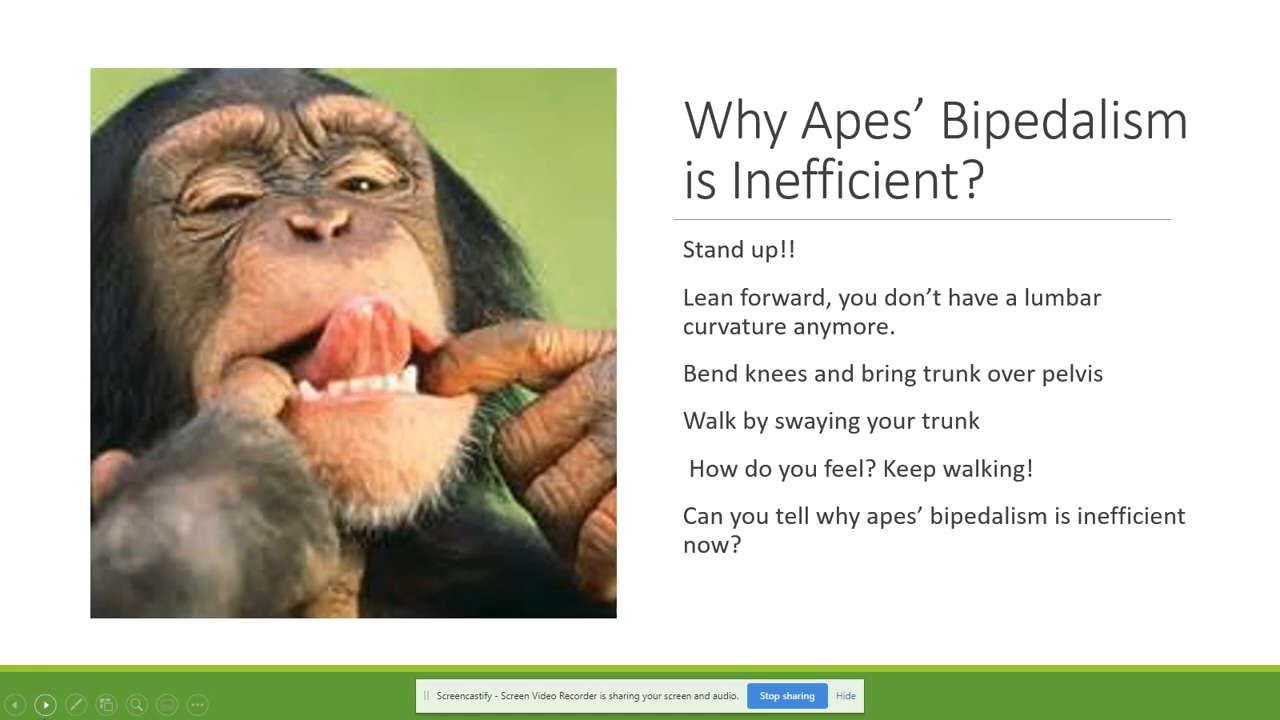 Why Apes’ Bipedalism
is Inefficient?
Stand up!!
Lean forward, you don’t have a lumbar
curvature anymore.
Bend knees and bring trunk over pelvis
Walk by swaying your trunk
How do you feel? Keep walking!
Can you tell why apes’ bipedalism is inefficient
now?
Screencastify - Screen Video Recorder is sharing your screen and audio. Stop sharing Hide